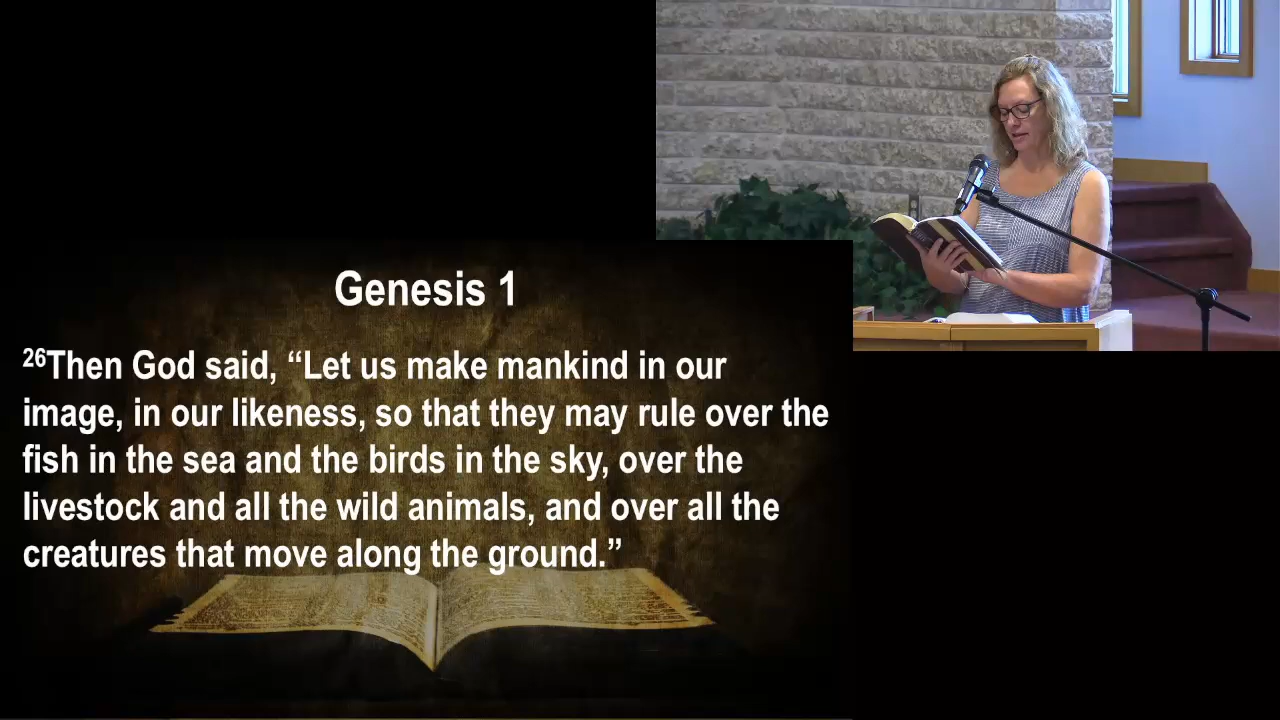 Genesis 1
26Then God said, “Let us make mankind in our
image, in our likeness, so that they may rule over the
fish in the sea and the birds in the sky, over the
livestock and all the wild animals, and over all the
creatures that move along the ground.”